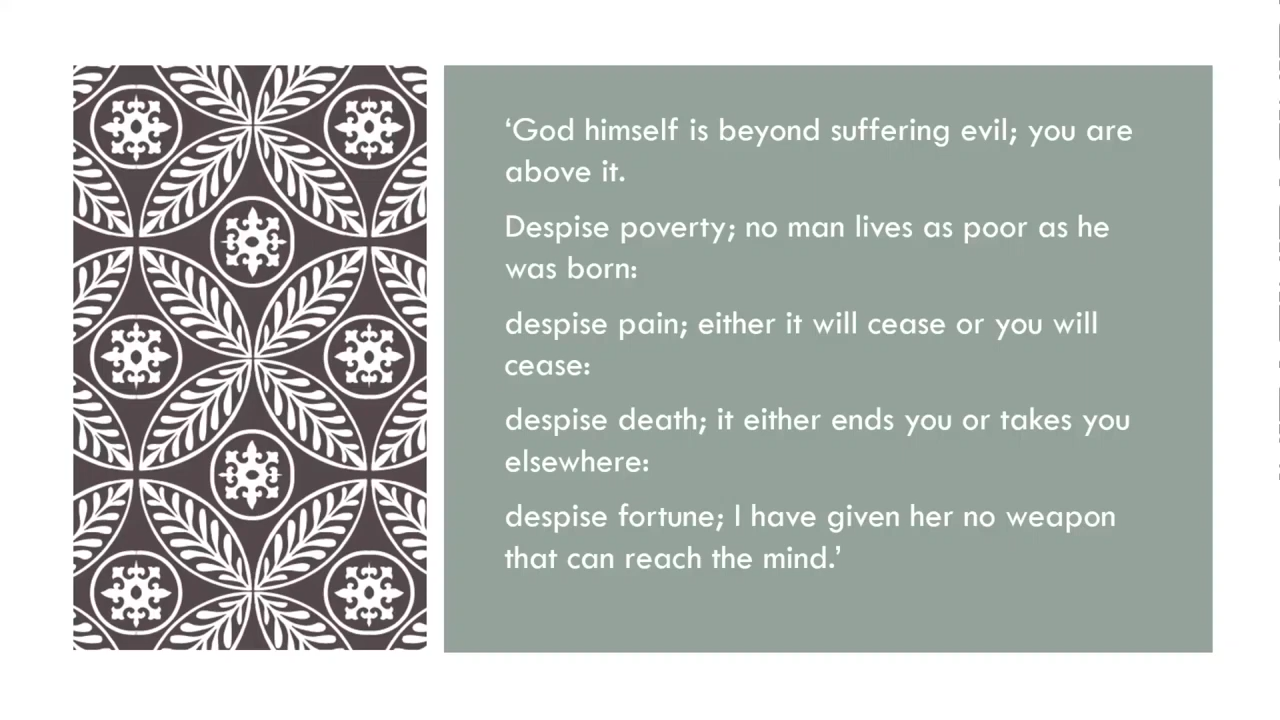 ‘God himself is beyond suffering evil; you are
above it.
Despise poverty; no man lives as poor as he
was born:
despise pain; either it will cease or you will
cease:
despise death; it either ends you or takes you
elsewhere:
despise fortune; I have given her no weapon
that can reach the mind.’